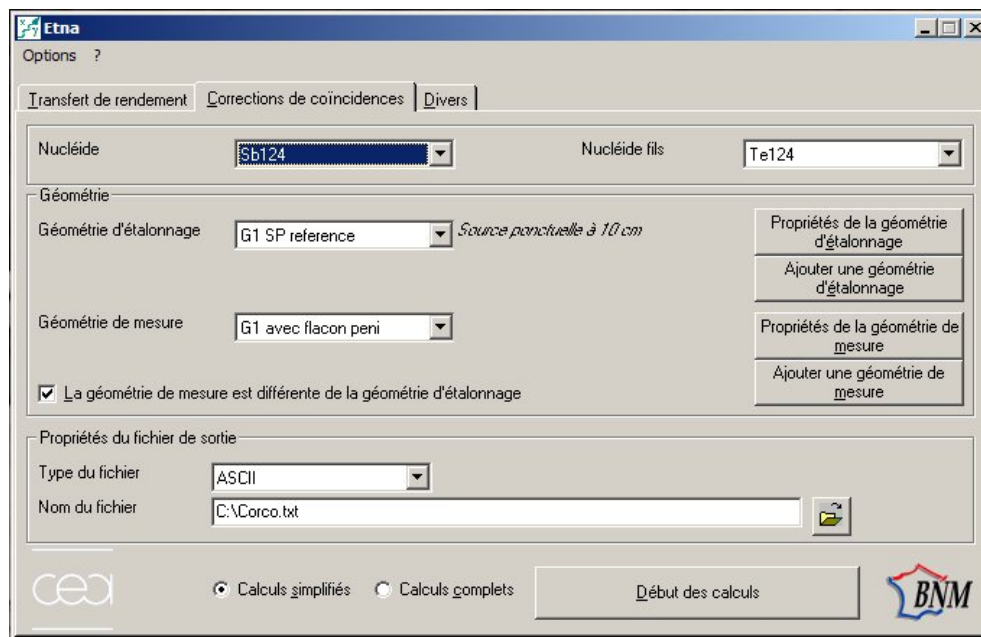 Etna
Options ?
Transfert de rendement Corrections de coïncidences Divers
Nucléide Sb124 Nucléide fils Te124
Géométrie
Géométrie d'étalonnage G1 SP reference Source ponctuelle à 10 cm
Propriétés de la géométrie d'étalonnage
Ajouter une géométrie d'étalonnage
Géométrie de mesure G1 avec flacon peni
Propriétés de la géométrie de mesure
Ajouter une géométrie de mesure
La géométrie de mesure est différente de la géométrie d'étalonnage
Propriétés du fichier de sortie
Type du fichier ASCII
Nom du fichier C:\Corco.txt
cea Calculs simplifiés Calculs complets Début des calculs BNM